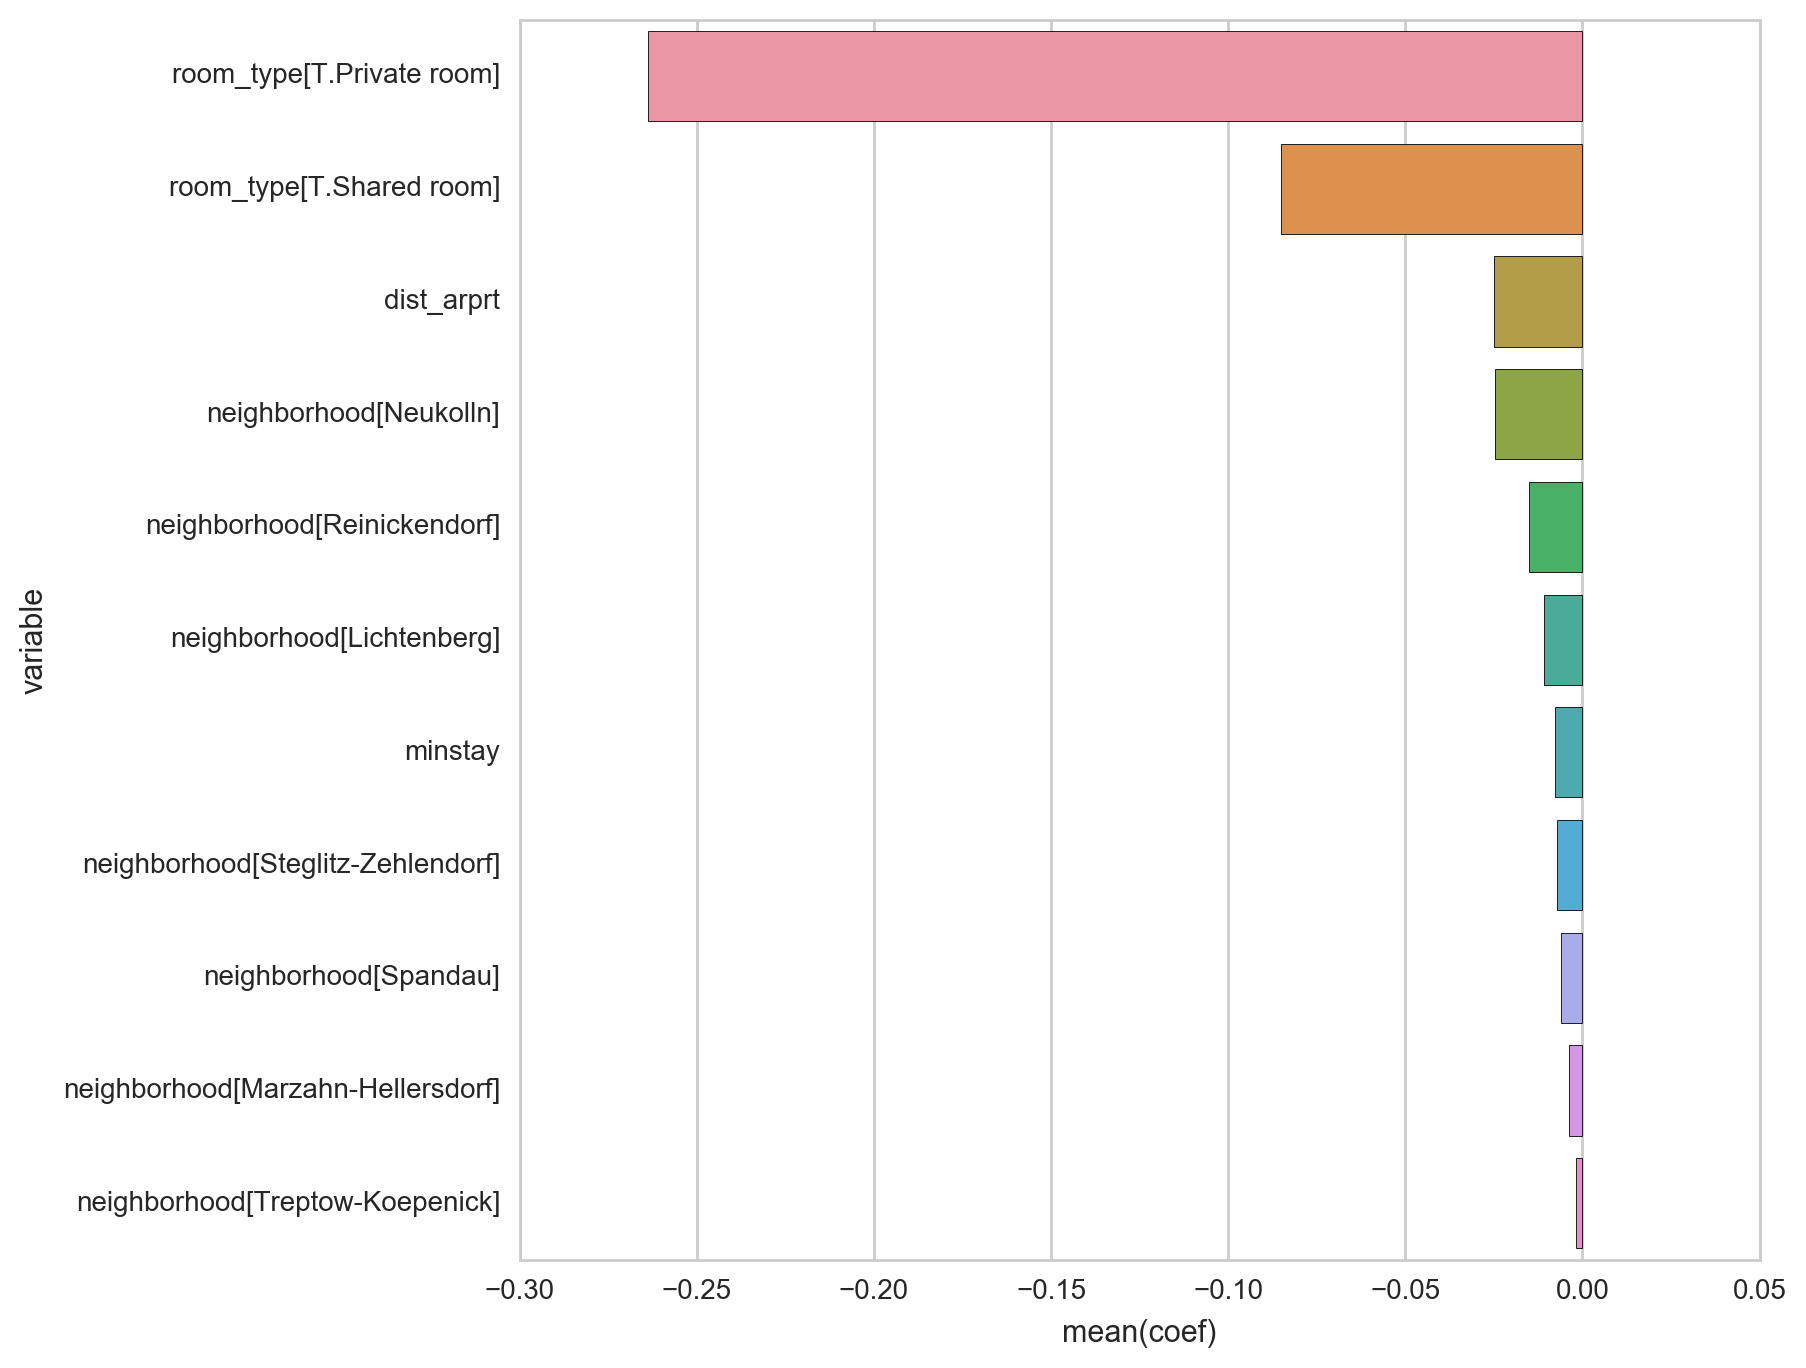 room_type[T.Private room]
room_type[T.Shared room]
dist_arprt
neighborhood[Neukolln]
neighborhood[Reinickendorf]
neighborhood[Lichtenberg]
minstay
neighborhood[Steglitz-Zehlendorf]
neighborhood[Spandau]
neighborhood[Marzahn-Hellersdorf]
neighborhood[Treptow-Koepenick]
variable
−0.30 −0.25 −0.20 −0.15 −0.10 −0.05 0.00 0.05
mean(coef)